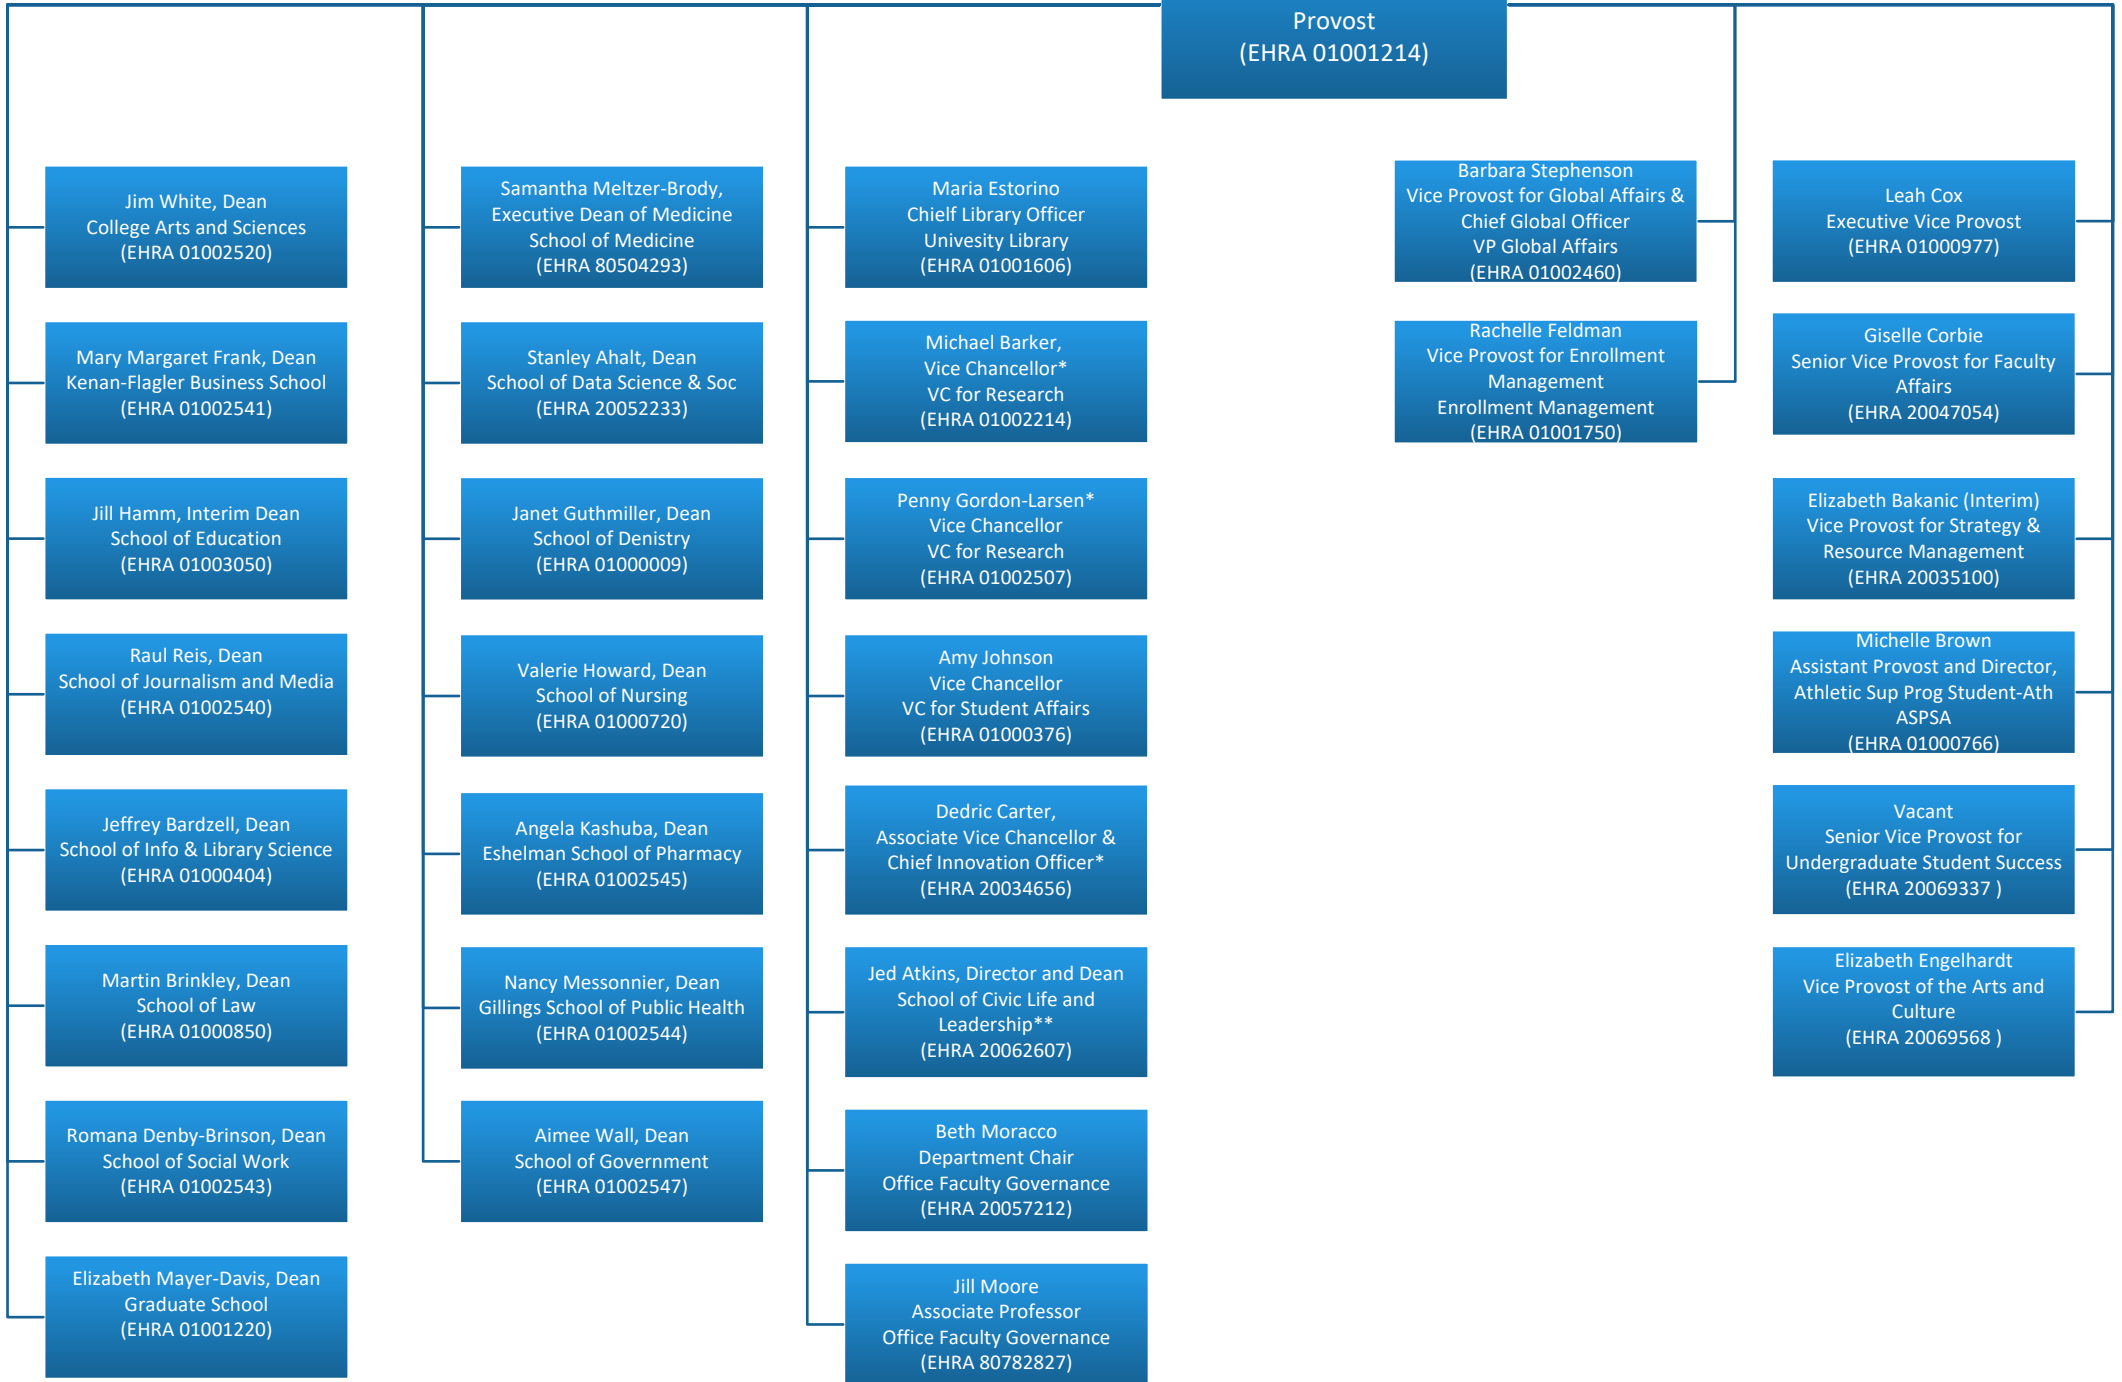 Provost
(EHRA 01001214)
Jim White, Dean
College Arts and Sciences
(EHRA 01002520)
Mary Margaret Frank, Dean
Kenan-Flagler Business School
(EHRA 01002541)
Jill Hamm, Interim Dean
School of Education
(EHRA 01003050)
Raul Reis, Dean
School of Journalism and Media
(EHRA 01002540)
Jeffrey Bardzell, Dean
School of Info & Library Science
(EHRA 01000404)
Martin Brinkley, Dean
School of Law
(EHRA 01000850)
Romana Denby-Brinson, Dean
School of Social Work
(EHRA 01002543)
Elizabeth Mayer-Davis, Dean
Graduate School
(EHRA 01001220)
Samantha Meltzer-Brody,
Executive Dean of Medicine
School of Medicine
(EHRA 80504293)
Stanley Ahalt, Dean
School of Data Science & Soc
(EHRA 20052233)
Janet Guthmiller, Dean
School of Denistry
(EHRA 01000009)
Valerie Howard, Dean
School of Nursing
(EHRA 01000720)
Angela Kashuba, Dean
Eshelman School of Pharmacy
(EHRA 01002545)
Nancy Messonnier, Dean
Gillings School of Public Health
(EHRA 01002544)
Aimee Wall, Dean
School of Government
(EHRA 01002547)
Maria Estorino
Chielf Library Officer
Univesity Library
(EHRA 01001606)
Michael Barker,
Vice Chancellor*
VC for Research
(EHRA 01002214)
Penny Gordon-Larsen*
Vice Chancellor
VC for Research
(EHRA 01002507)
Amy Johnson
Vice Chancellor
VC for Student Affairs
(EHRA 01000376)
Dedric Carter,
Associate Vice Chancellor &
Chief Innovation Officer*
(EHRA 20034656)
Jed Atkins, Director and Dean
School of Civic Life and
Leadership**
(EHRA 20062607)
Beth Moracco
Department Chair
Office Faculty Governance
(EHRA 20057212)
Jill Moore
Associate Professor
Office Faculty Governance
(EHRA 80782827)
Barbara Stephenson
Vice Provost for Global Affairs &
Chief Global Officer
VP Global Affairs
(EHRA 01002460)
Rachelle Feldman
Vice Provost for Enrollment
Management
Enrollment Management
(EHRA 01001750)
Leah Cox
Executive Vice Provost
(EHRA 01000977)
Giselle Corbie
Senior Vice Provost for Faculty
Affairs
(EHRA 20047054)
Elizabeth Bakanic (Interim)
Vice Provost for Strategy &
Resource Management
(EHRA 20035100)
Michelle Brown
Assistant Provost and Director,
Athletic Sup Prog Student-Ath
ASPSA
(EHRA 01000766)
Vacant
Senior Vice Provost for
Undergraduate Student Success
(EHRA 20069337 )
Elizabeth Engelhardt
Vice Provost of the Arts and
Culture
(EHRA 20069568 )